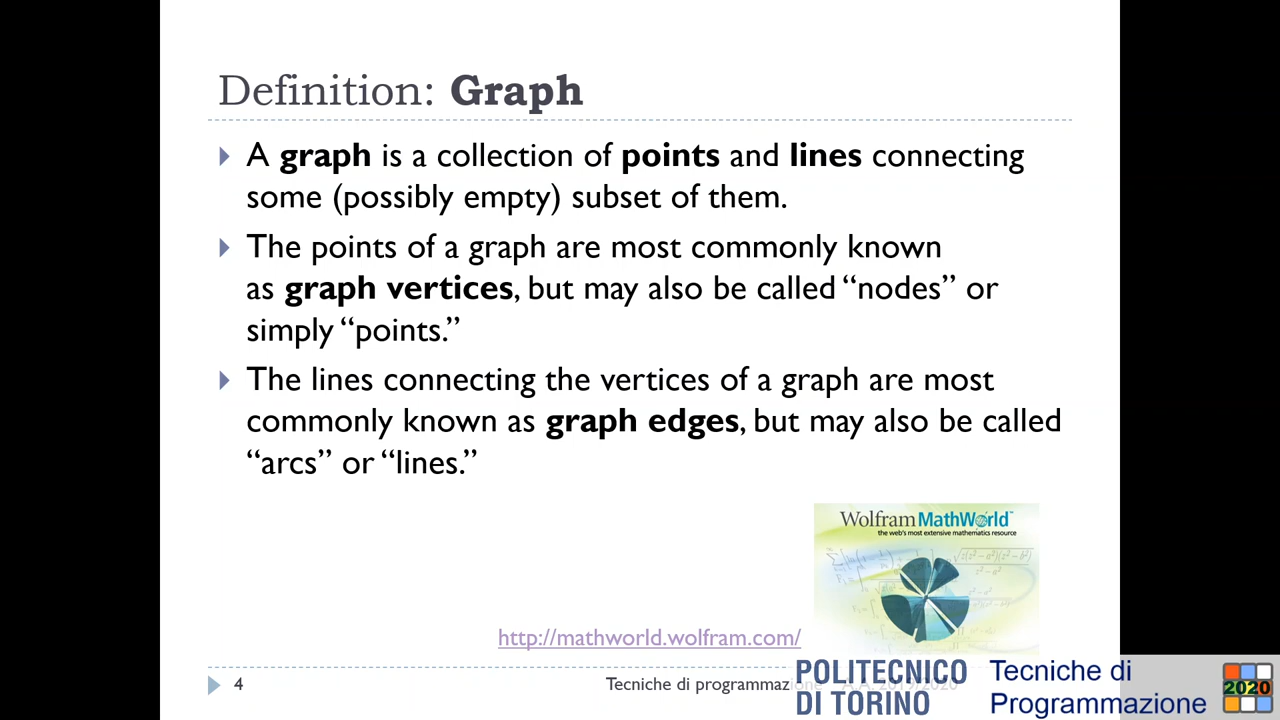 Definition: Graph
A graph is a collection of points and lines connecting
some (possibly empty) subset of them.
The points of a graph are most commonly known
as graph vertices, but may also be called “nodes” or
simply “points.”
The lines connecting the vertices of a graph are most
commonly known as graph edges, but may also be called
“arcs” or “lines.”
Wolfram MathWorld™
the web's most extensive mathematics resource
http://mathworld.wolfram.com/
4
Tecniche di programmazione A.A. 2019/2020
POLITECNICO
DI TORINO
Tecniche di
Programmazione
2020